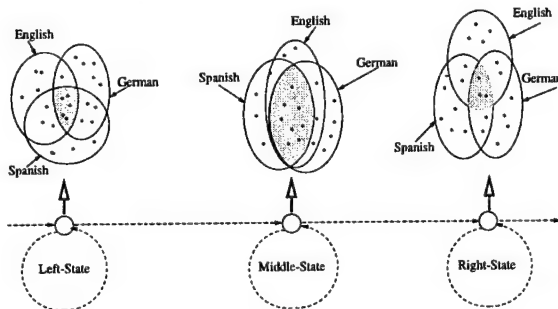 English
German
Spanish
English
Spanish
German
English
German
Spanish
Left-State
Middle-State
Right-State